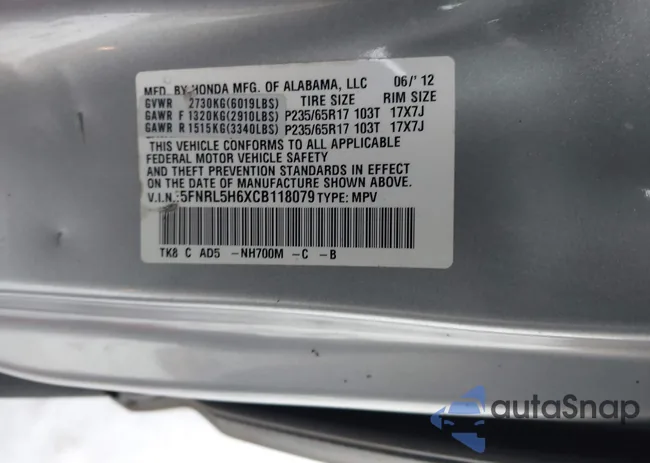 MFD. BY HONDA MFG. OF ALABAMA, LLC 06/'12
GVWR 2730KG(6019LBS) TIRE SIZE RIM SIZE
GAWR F 1320KG(2910LBS) P235/65R17 103T 17X7J
GAWR R 1515KG(3340LBS) P235/65R17 103T 17X7J
THIS VEHICLE CONFORMS TO ALL APPLICABLE
FEDERAL MOTOR VEHICLE SAFETY
AND THEFT PREVENTION STANDARDS IN EFFECT
ON THE DATE OF MANUFACTURE SHOWN ABOVE.
V.I.N.:5FNRL5H6XCB118079 TYPE: MPV
TK8 C AD5 -NH700M -C -B
autoSnap